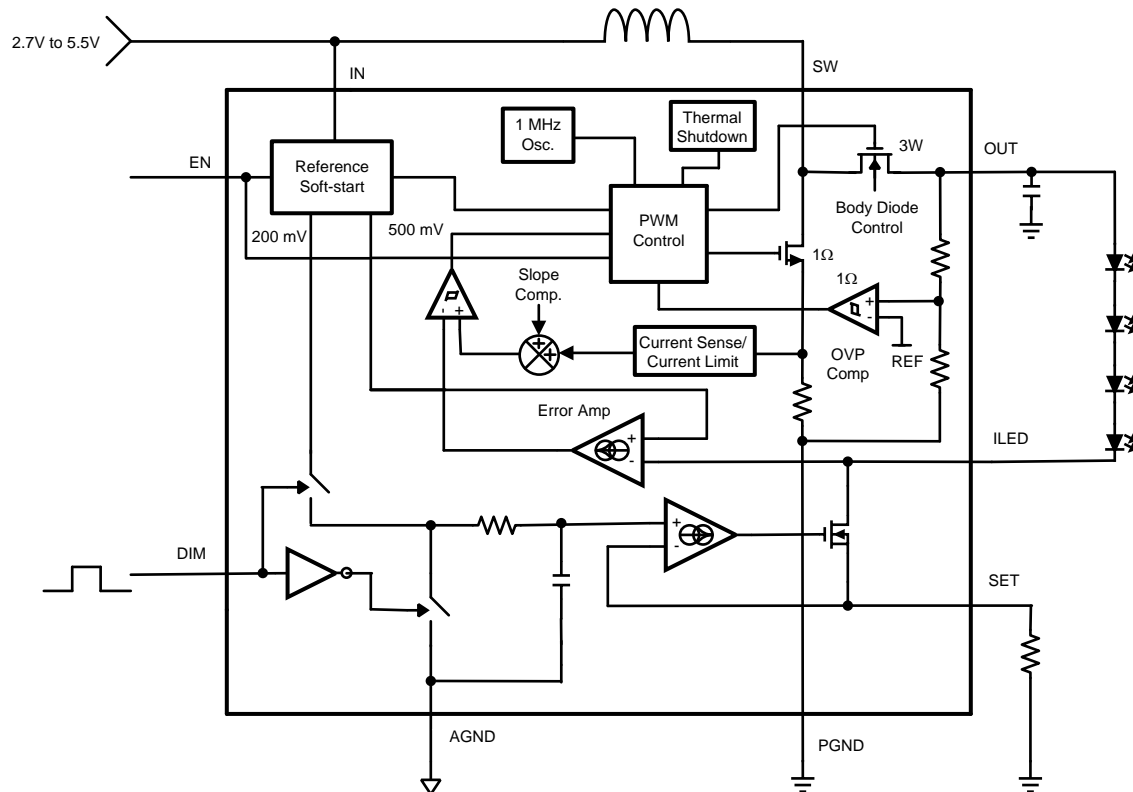 2.7V to 5.5V
IN
SW
1 MHz
Osc.
Thermal
Shutdown
EN
Reference
Soft-start
3W
OUT
200 mV
500 mV
PWM
Control
Body Diode
Control
1Ω
Slope
Comp.
1Ω
- +
+
-
+
+
Current Sense/
Current Limit
OVP
Comp
REF
Error Amp
+
-
ILED
DIM
+
-
SET
AGND
PGND